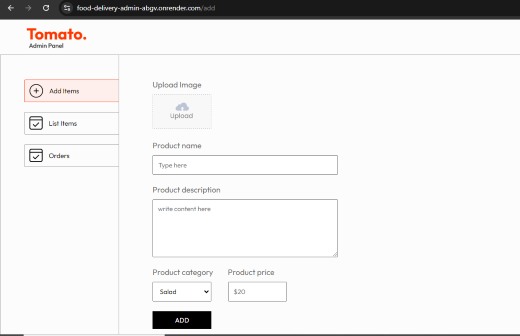 food-delivery-admin-abgv.onrender.com/add
Tomato.
Admin Panel
Add Items
List Items
Orders
Upload Image
Upload
Product name
Type here
Product description
write content here
Product category Product price
Salad $20
ADD